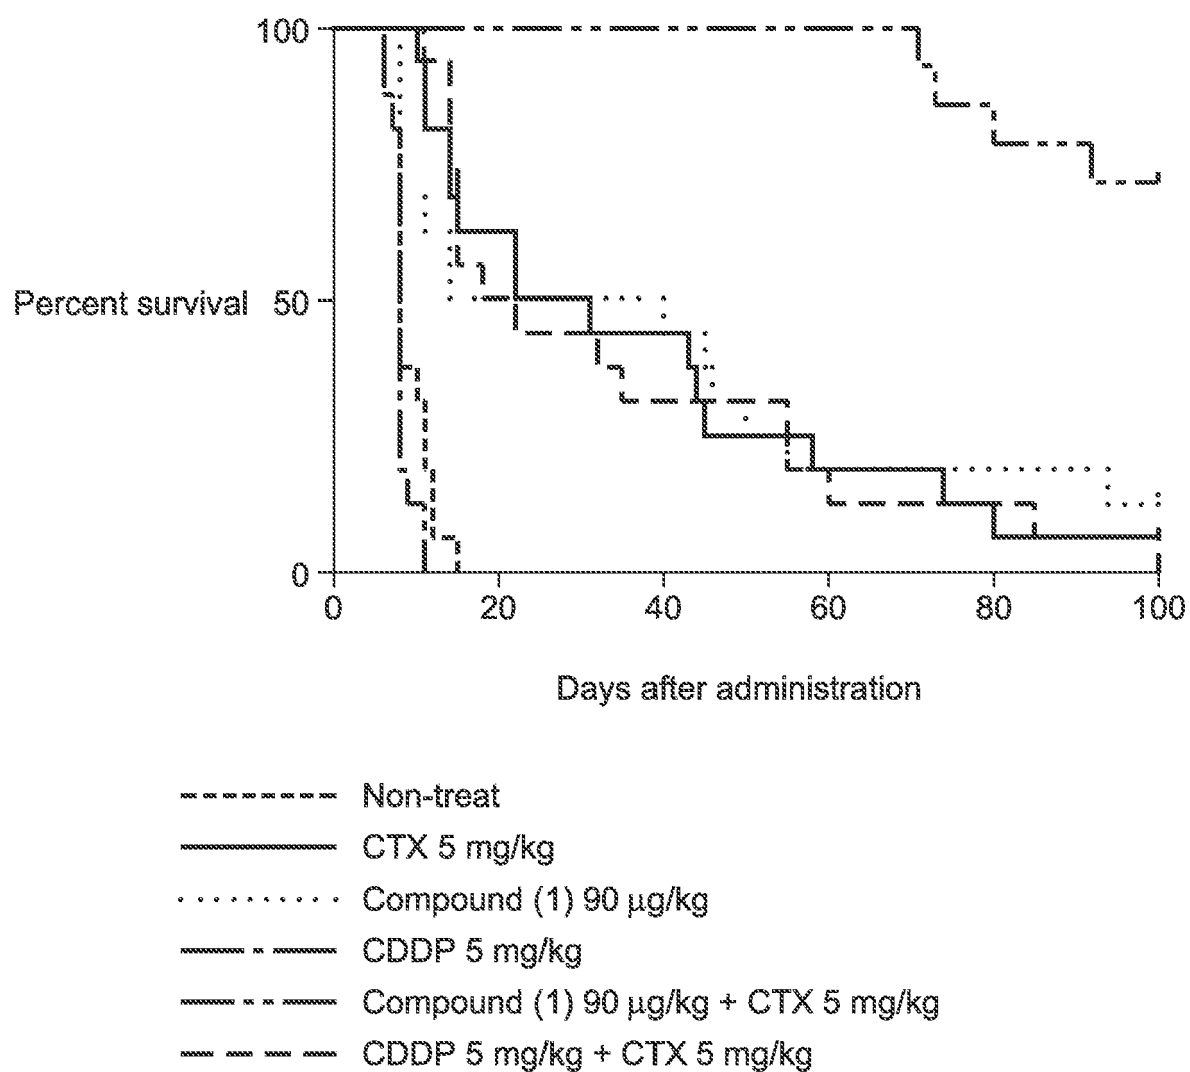 100
Percent survival 50
0
0 20 40 60 80 100
Days after administration
Non-treat
CTX 5 mg/kg
Compound (1) 90 μg/kg
CDDP 5 mg/kg
Compound (1) 90 μg/kg + CTX 5 mg/kg
CDDP 5 mg/kg + CTX 5 mg/kg